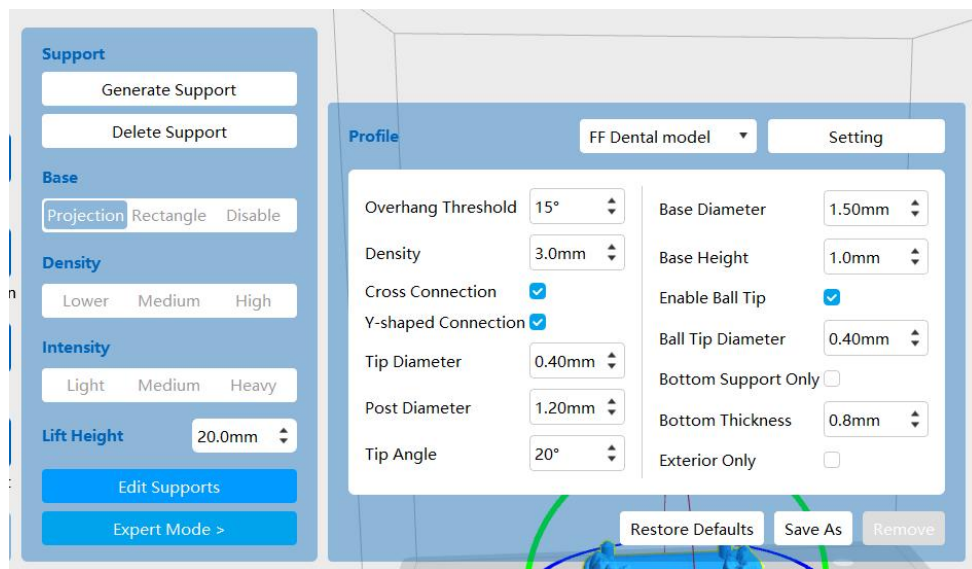 Support
Generate Support
Delete Support
Base
Projection Rectangle Disable
Density
Lower Medium High
Intensity
Light Medium Heavy
Lift Height 20.0mm
Edit Supports
Expert Mode >
Profile FF Dental model Setting
Overhang Threshold 15°
Density 3.0mm
Cross Connection
Y-shaped Connection
Tip Diameter 0.40mm
Post Diameter 1.20mm
Tip Angle 20°
Base Diameter 1.50mm
Base Height 1.0mm
Enable Ball Tip
Ball Tip Diameter 0.40mm
Bottom Support Only
Bottom Thickness 0.8mm
Exterior Only
Restore Defaults Save As Remove